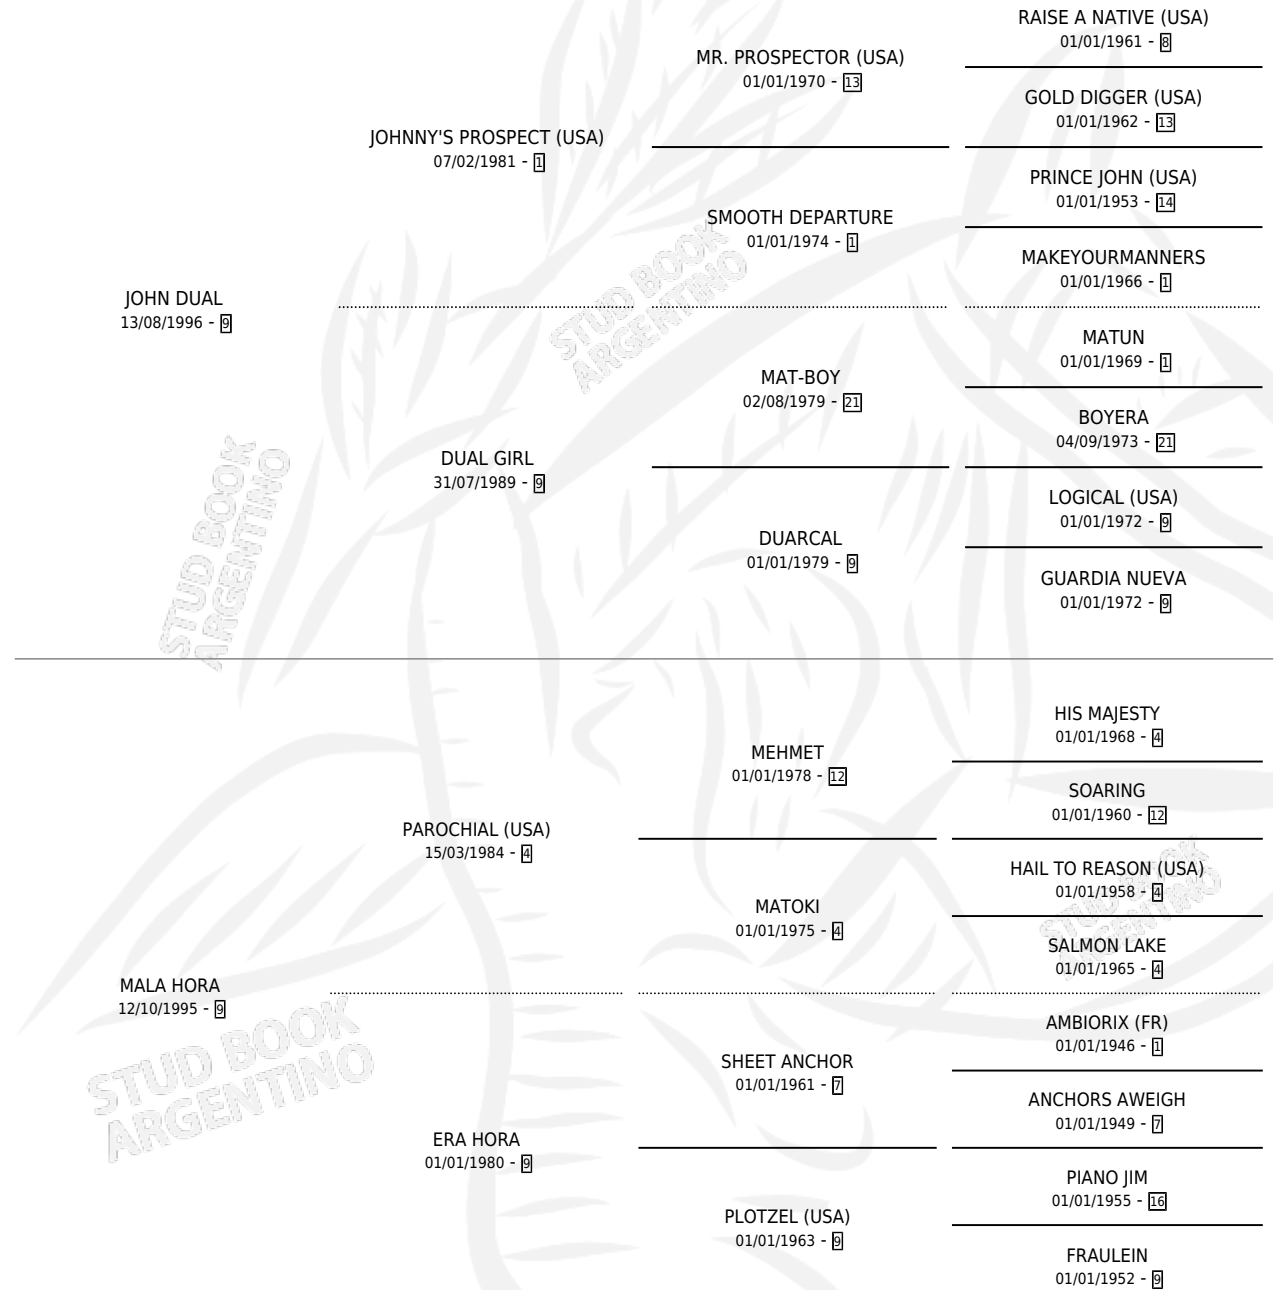 RAISE A NATIVE (USA)
01/01/1961 - 8
MR. PROSPECTOR (USA)
01/01/1970 - 13
GOLD DIGGER (USA)
01/01/1962 - 13
JOHNNY'S PROSPECT (USA)
07/02/1981 - 1
PRINCE JOHN (USA)
01/01/1953 - 14
SMOOTH DEPARTURE
01/01/1974 - 1
MAKEYOURMANNERS
01/01/1966 - 1
JOHN DUAL
13/08/1996 - 9
MATUN
01/01/1969 - 1
MAT-BOY
02/08/1979 - 21
BOYERA
04/09/1973 - 21
DUAL GIRL
31/07/1989 - 9
LOGICAL (USA)
01/01/1972 - 9
DUARCAL
01/01/1979 - 9
GUARDIA NUEVA
01/01/1972 - 9
STUD BOOK
ARGENTINO
STUD BOOK
ARGENTINO
HIS MAJESTY
01/01/1968 - 4
MEHMET
01/01/1978 - 12
SOARING
01/01/1960 - 12
PAROCHIAL (USA)
15/03/1984 - 4
HAIL TO REASON (USA)
01/01/1958 - 4
MATOKI
01/01/1975 - 4
SALMON LAKE
01/01/1965 - 4
STUD BOOK
ARGENTINO
MALA HORA
12/10/1995 - 9
AMBIORIX (FR)
01/01/1946 - 1
SHEET ANCHOR
01/01/1961 - 7
ANCHORS AWEIGH
01/01/1949 - 7
ERA HORA
01/01/1980 - 9
PIANO JIM
01/01/1955 - 16
PLOTZEL (USA)
01/01/1963 - 9
FRAULEIN
01/01/1952 - 9
STUD BOOK
ARGENTINO